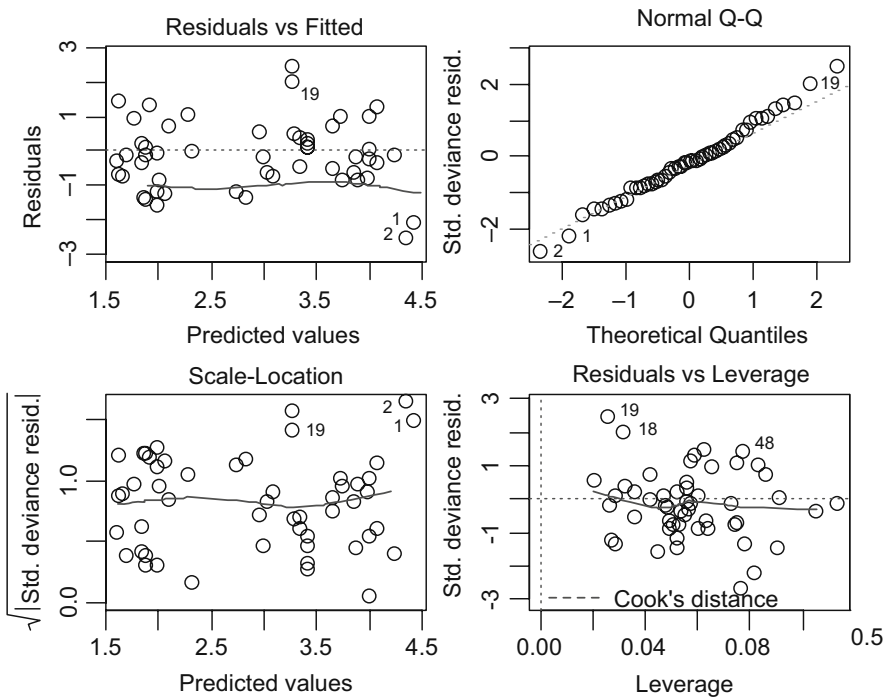 Residuals vs Fitted
3
1
−1
−3
Residuals
19
1
2
1.5 2.5 3.5 4.5
Predicted values
Normal Q-Q
2
0
−2
Std. deviance resid.
19
1
2
−2 −1 0 1 2
Theoretical Quantiles
Scale-Location
1.0
0.0
√|Std. deviance resid.|
2
1
19
1.5 2.5 3.5 4.5
Predicted values
Residuals vs Leverage
3
1
−1
−3
Std. deviance resid.
19
18
48
Cook's distance
0.00 0.04 0.08
0.5
Leverage